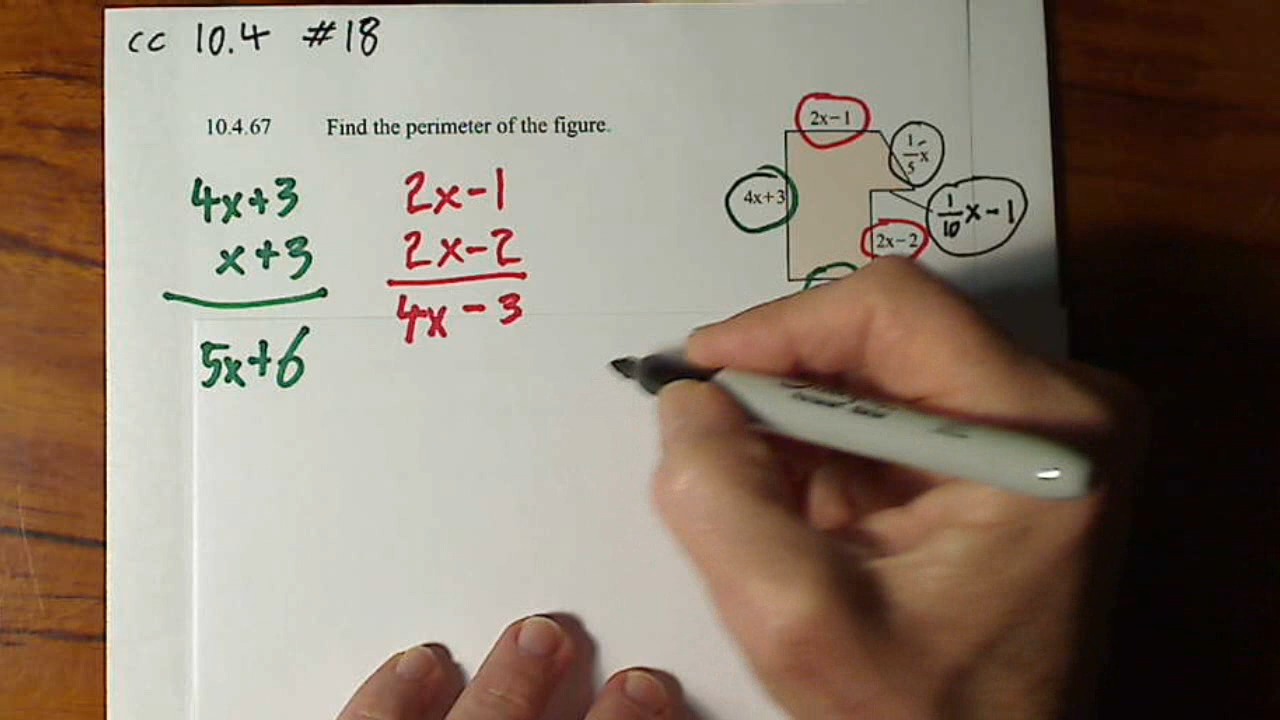 cc 10.4 #18
10.4.67 Find the perimeter of the figure.
4x+3
x+3
5x+6
2x-1
2x-2
4x-3
2x-1
1/5 x
4x+3
1/10 x-1
2x-2